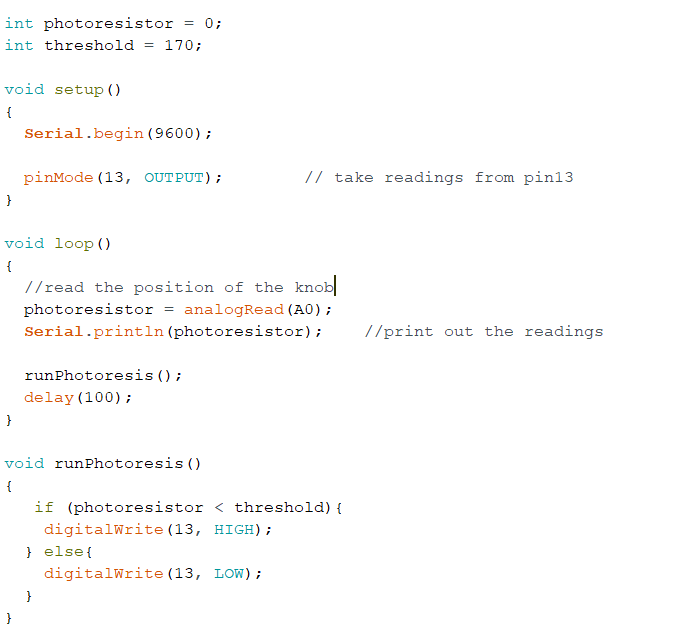 int photoresistor = 0;
int threshold = 170;
void setup()
{
Serial.begin(9600);
pinMode(13, OUTPUT); // take readings from pin13
}
void loop()
{
//read the position of the knob
photoresistor = analogRead(A0);
Serial.println(photoresistor); //print out the readings
runPhotoresis();
delay(100);
}
void runPhotoresis()
{
if (photoresistor < threshold){
digitalWrite(13, HIGH);
} else{
digitalWrite(13, LOW);
}
}